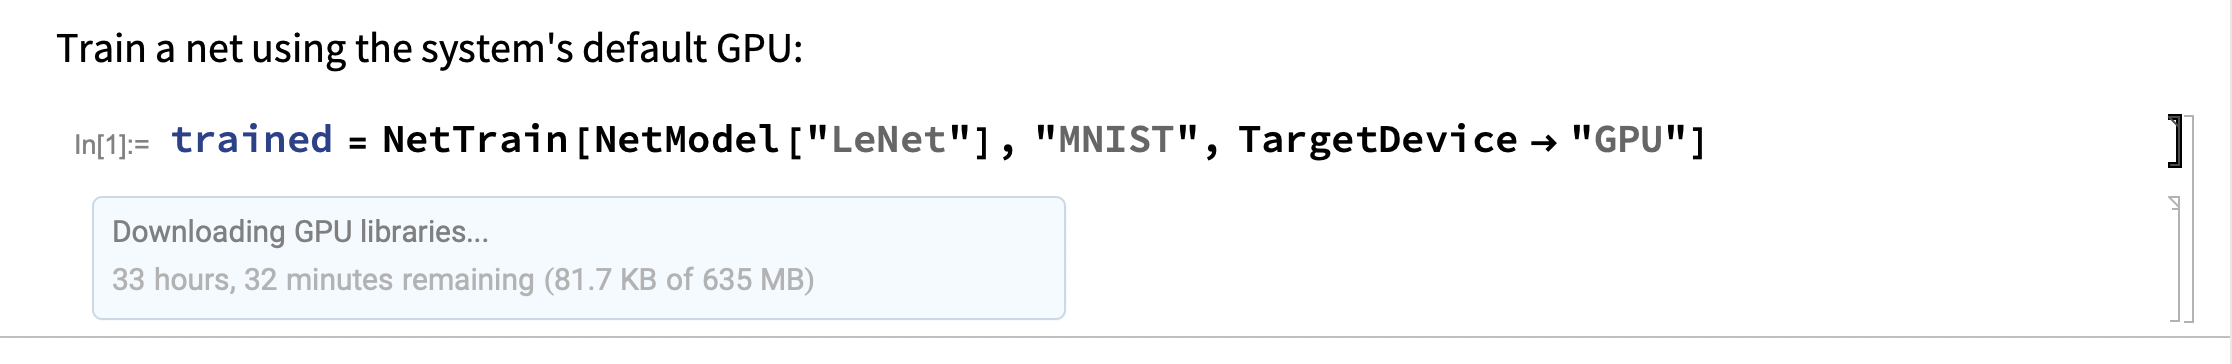 Train a net using the system's default GPU:
In[1]:= trained = NetTrain[NetModel["LeNet"], "MNIST", TargetDevice → "GPU"]
Downloading GPU libraries...
33 hours, 32 minutes remaining (81.7 KB of 635 MB)